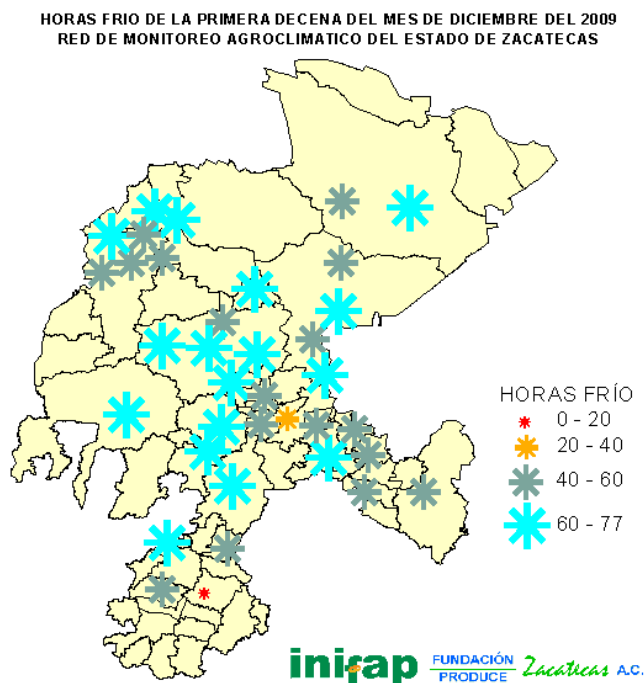 HORAS FRIO DE LA PRIMERA DECENA DEL MES DE DICIEMBRE DEL 2009
RED DE MONITOREO AGROCLIMATICO DEL ESTADO DE ZACATECAS
HORAS FRÍO
0 - 20
20 - 40
40 - 60
60 - 77
inifap
FUNDACIÓN
PRODUCE
Zacatecas A.C.